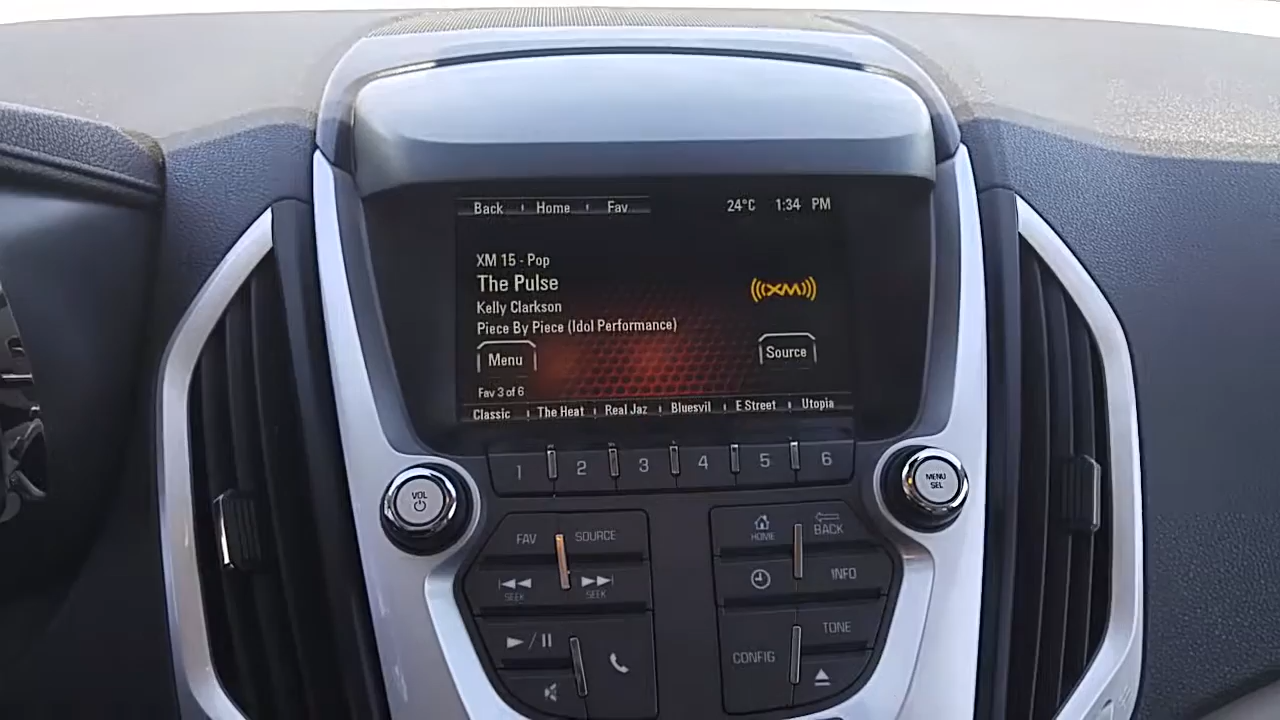 Back Home Fav 24°C 1:34 PM
XM 15 - Pop
The Pulse
Kelly Clarkson
Piece By Piece (Idol Performance)
XM
Menu
Source
Fav 3 of 6
Classic The Heat Real Jaz Bluesvil E Street Utopia
1 2 3 4 5 6
VOL
MENU
SEL
FAV SOURCE
SEEK SEEK
HOME BACK
INFO
CONFIG TONE